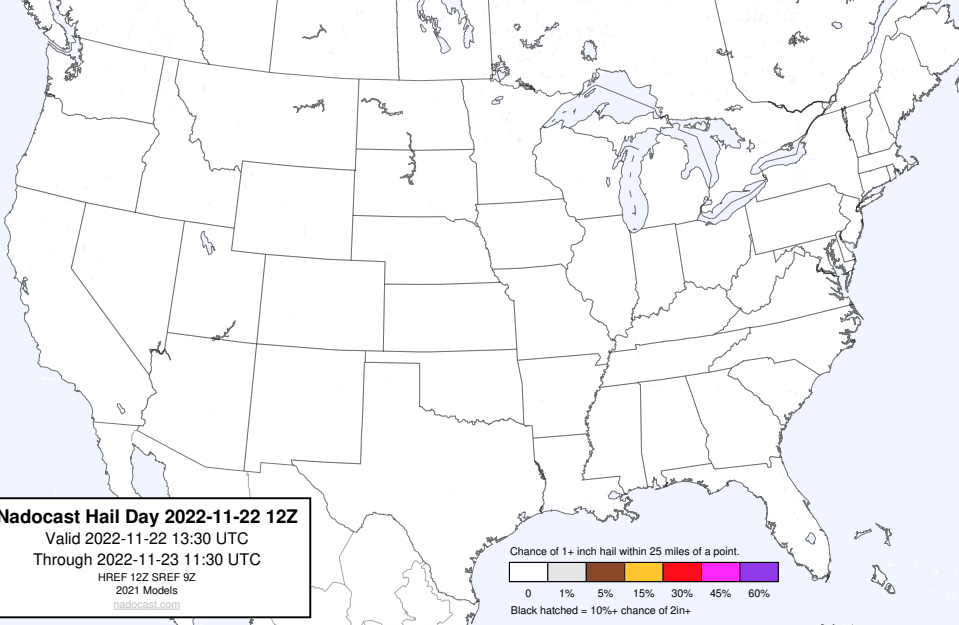 Nadocast Hail Day 2022-11-22 12Z
Valid 2022-11-22 13:30 UTC
Through 2022-11-23 11:30 UTC
HREF 12Z SREF 9Z
2021 Models
nadocast.com
Chance of 1+ inch hail within 25 miles of a point.
0 1% 5% 15% 30% 45% 60%
Black hatched = 10%+ chance of 2in+